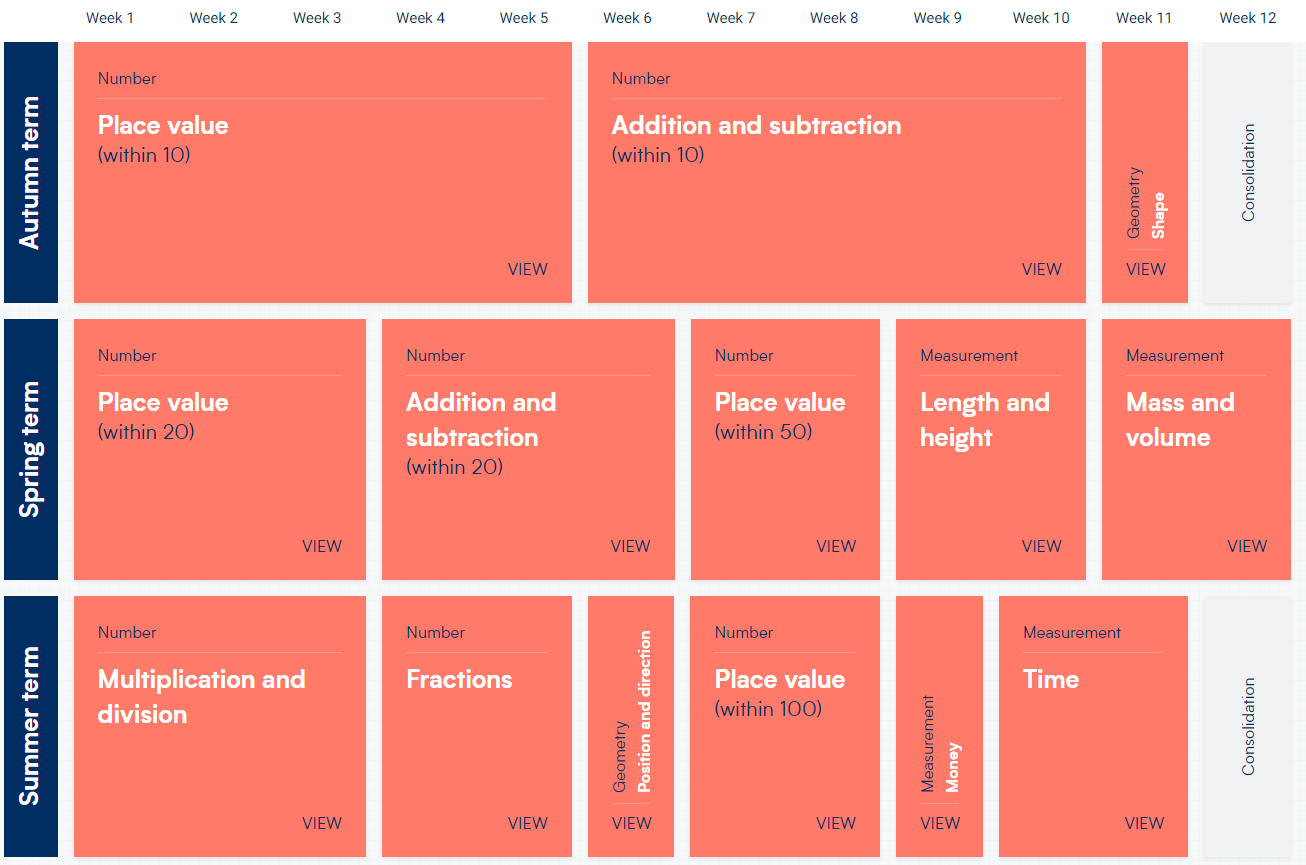 Week 1 Week 2 Week 3 Week 4 Week 5 Week 6 Week 7 Week 8 Week 9 Week 10 Week 11 Week 12
Autumn term
Number
Place value
(within 10)
VIEW
Number
Addition and subtraction
(within 10)
VIEW
Geometry
Shape
VIEW
Consolidation
Spring term
Number
Place value
(within 20)
VIEW
Number
Addition and
subtraction
(within 20)
VIEW
Number
Place value
(within 50)
VIEW
Measurement
Length and
height
VIEW
Measurement
Mass and
volume
VIEW
Summer term
Number
Multiplication and
division
VIEW
Number
Fractions
VIEW
Geometry
Position and direction
VIEW
Number
Place value
(within 100)
VIEW
Measurement
Money
VIEW
Measurement
Time
VIEW
Consolidation